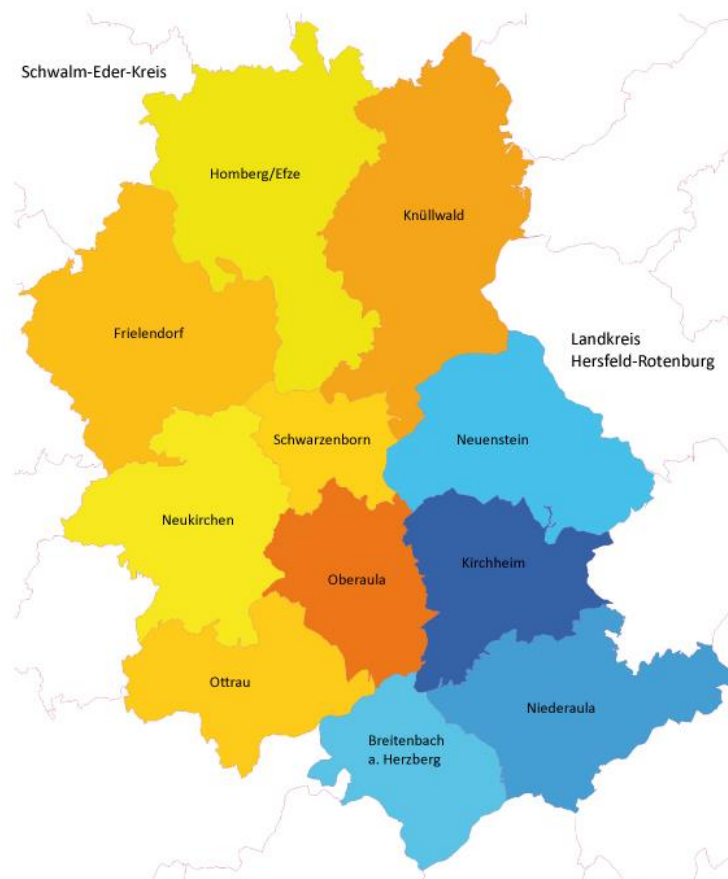 Schwalm-Eder-Kreis
Homberg/Efze
Knüllwald
Frielendorf
Landkreis
Hersfeld-Rotenburg
Schwarzenborn
Neuenstein
Neukirchen
Oberaula
Kirchheim
Ottrau
Niederaula
Breitenbach
a. Herzberg